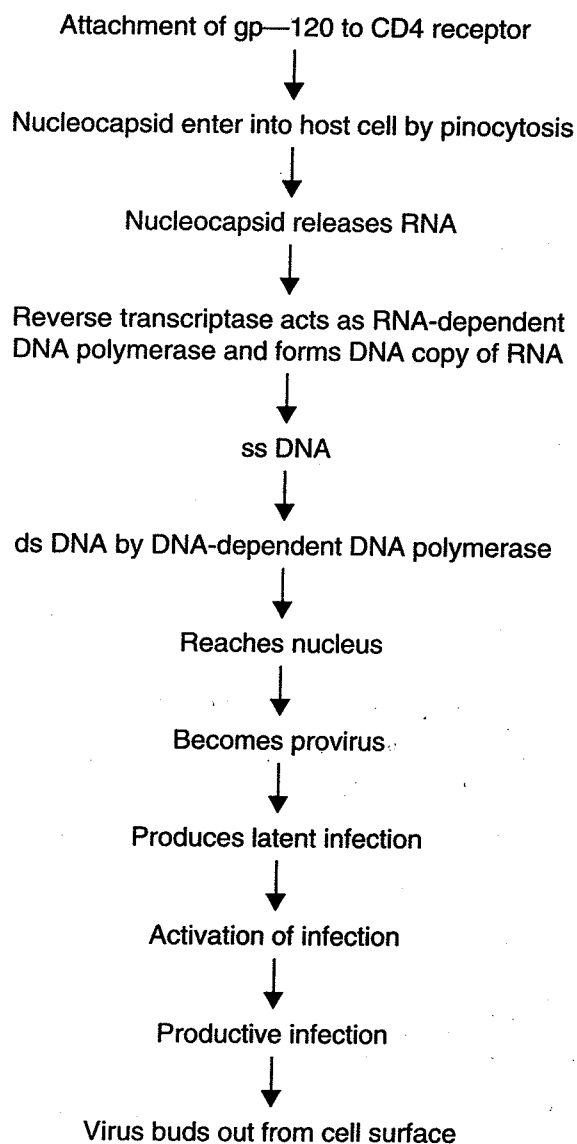 Attachment of gp—120 to CD4 receptor
Nucleocapsid enter into host cell by pinocytosis
Nucleocapsid releases RNA
Reverse transcriptase acts as RNA-dependent
DNA polymerase and forms DNA copy of RNA
ss DNA
ds DNA by DNA-dependent DNA polymerase
Reaches nucleus
Becomes provirus
Produces latent infection
Activation of infection
Productive infection
Virus buds out from cell surface